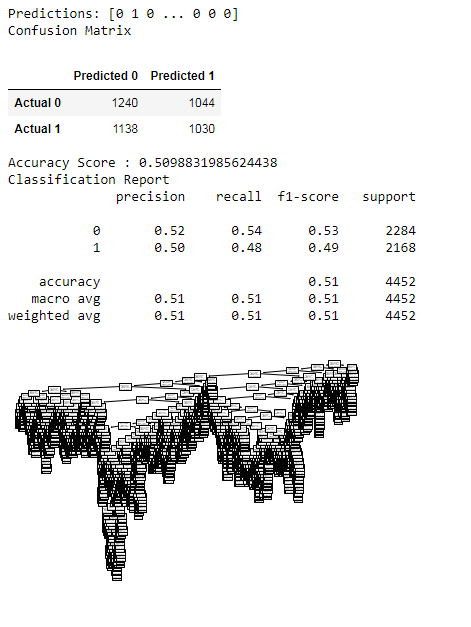 Predictions: [0 1 0 ... 0 0 0]
Confusion Matrix
Predicted 0 Predicted 1
Actual 0 1240 1044
Actual 1 1138 1030
Accuracy Score : 0.5098831985624438
Classification Report
precision recall f1-score support
0 0.52 0.54 0.53 2284
1 0.50 0.48 0.49 2168
accuracy 0.51 4452
macro avg 0.51 0.51 0.51 4452
weighted avg 0.51 0.51 0.51 4452